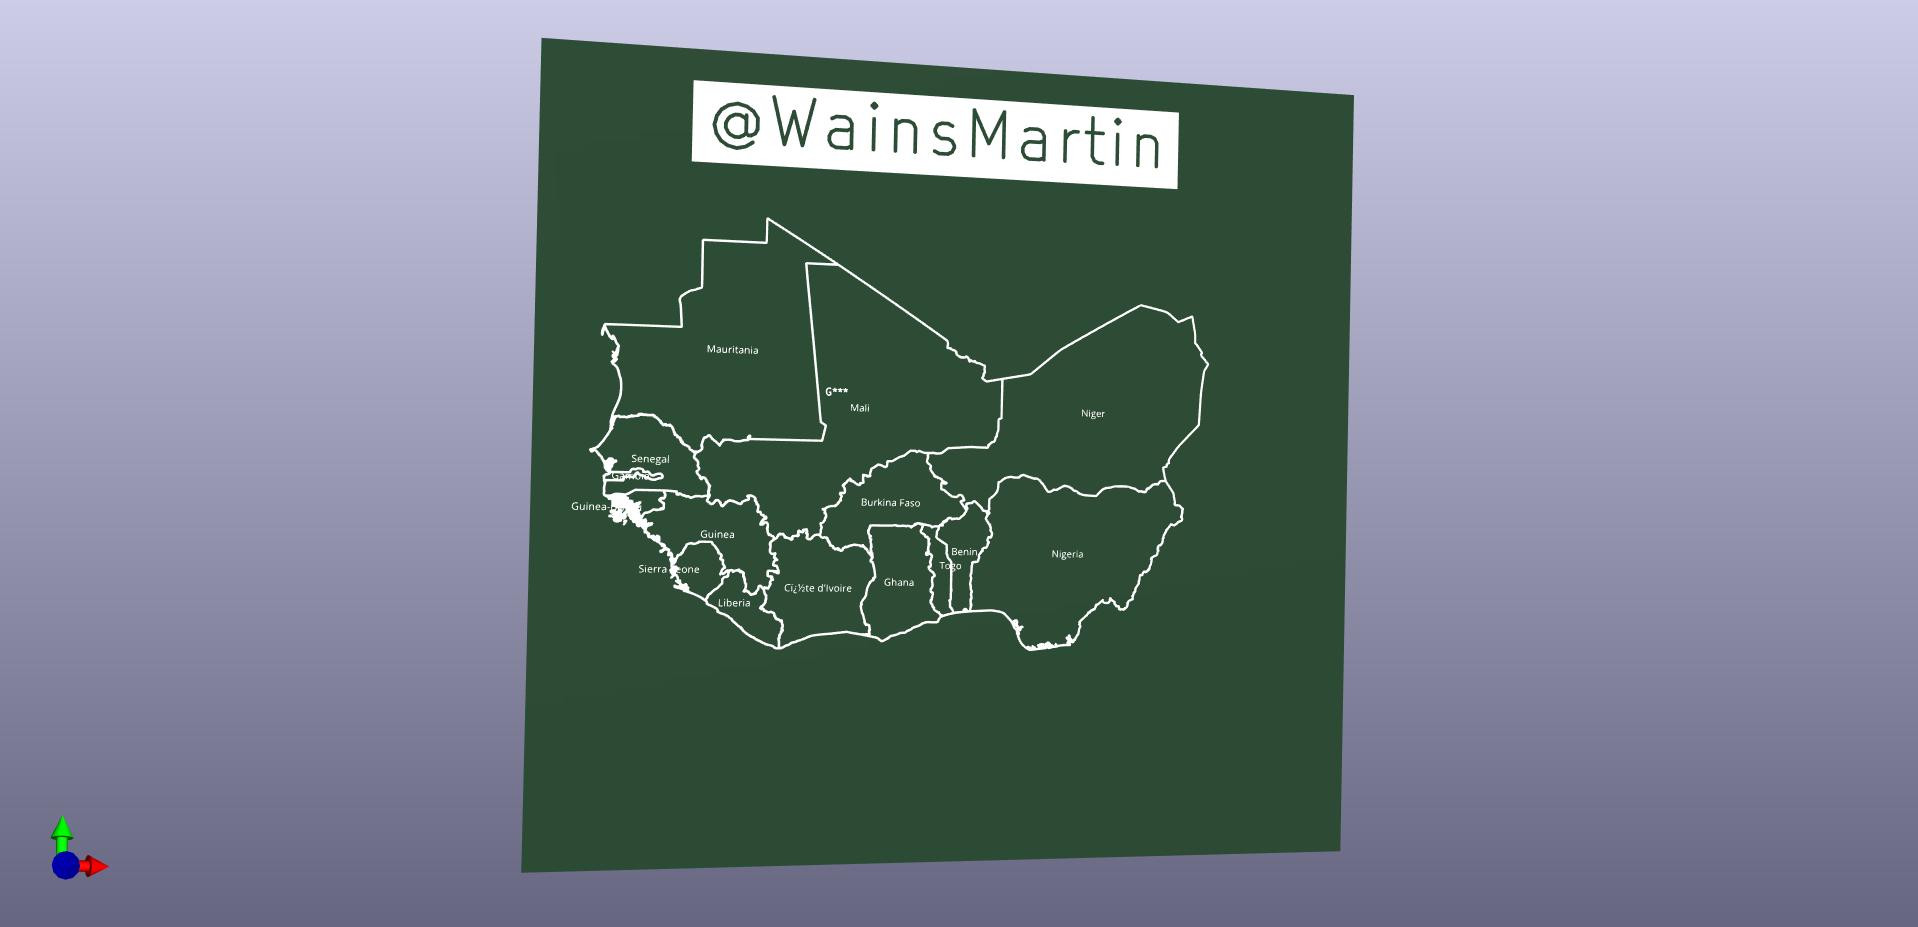 @WainsMartin
Mauritania
G***
Mali
Niger
Senegal
Gambia
Burkina Faso
Guinea-
Guinea
Benin
Nigeria
Togo
Sierra Leone
Ghana
Cï¿½te d'Ivoire
Liberia